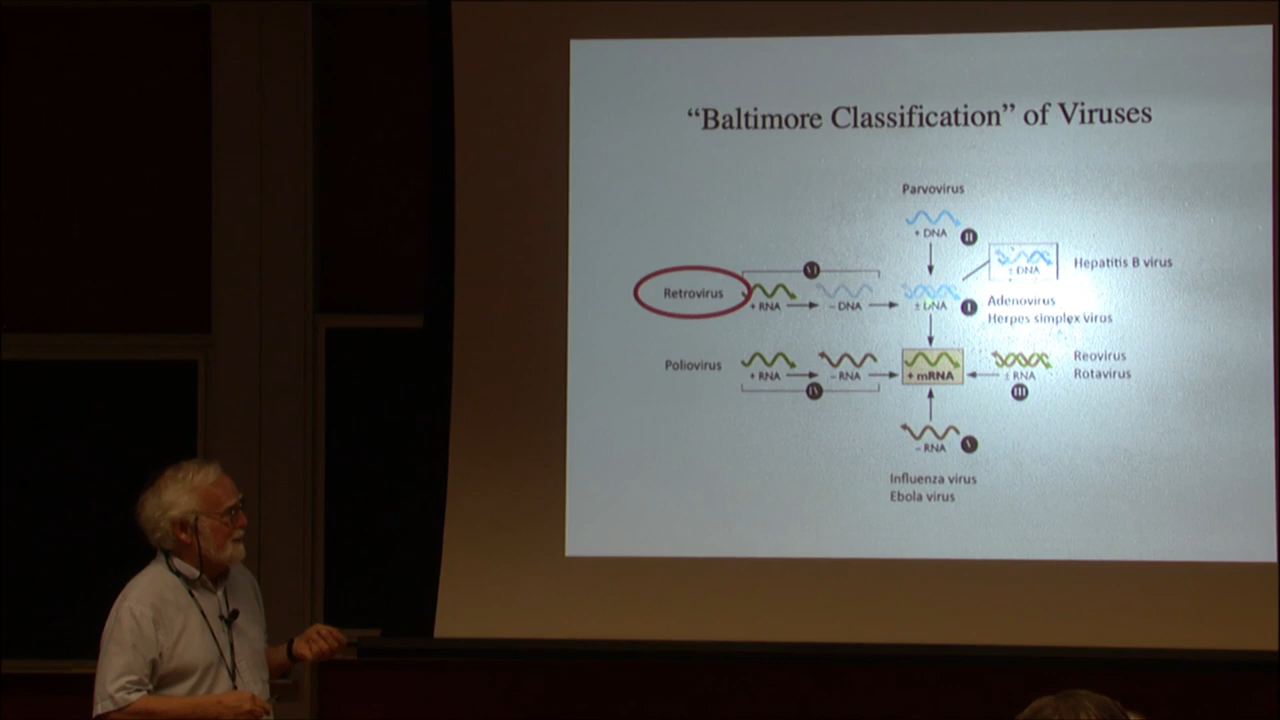 “Baltimore Classification” of Viruses
Parvovirus
+ DNA
II
± DNA
Hepatitis B virus
VI
Retrovirus
+ RNA
– DNA
± DNA
I
Adenovirus
Herpes simplex virus
Poliovirus
+ RNA
– RNA
+ mRNA
± RNA
Reovirus
Rotavirus
IV
III
– RNA
V
Influenza virus
Ebola virus